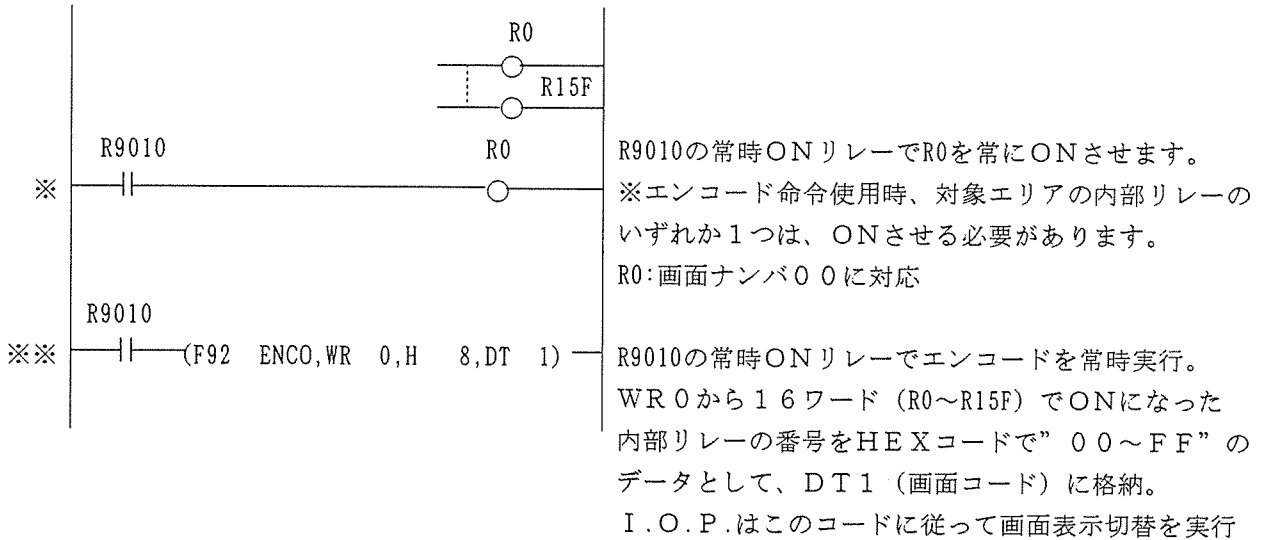 R0
R15F
R9010 R0
※
R9010の常時ＯＮリレーでR0を常にＯＮさせます。
※エンコード命令使用時、対象エリアの内部リレーの
いずれか１つは、ＯＮさせる必要があります。
R0:画面ナンバ００に対応
R9010
※※ (F92 ENCO,WR 0,H 8,DT 1)
R9010の常時ＯＮリレーでエンコードを常時実行。
ＷＲ０から１６ワード（R0～R15F）でＯＮになった
内部リレーの番号をＨＥＸコードで”００～ＦＦ”の
データとして、ＤＴ１（画面コード）に格納。
Ｉ.Ｏ.Ｐ.はこのコードに従って画面表示切替を実行